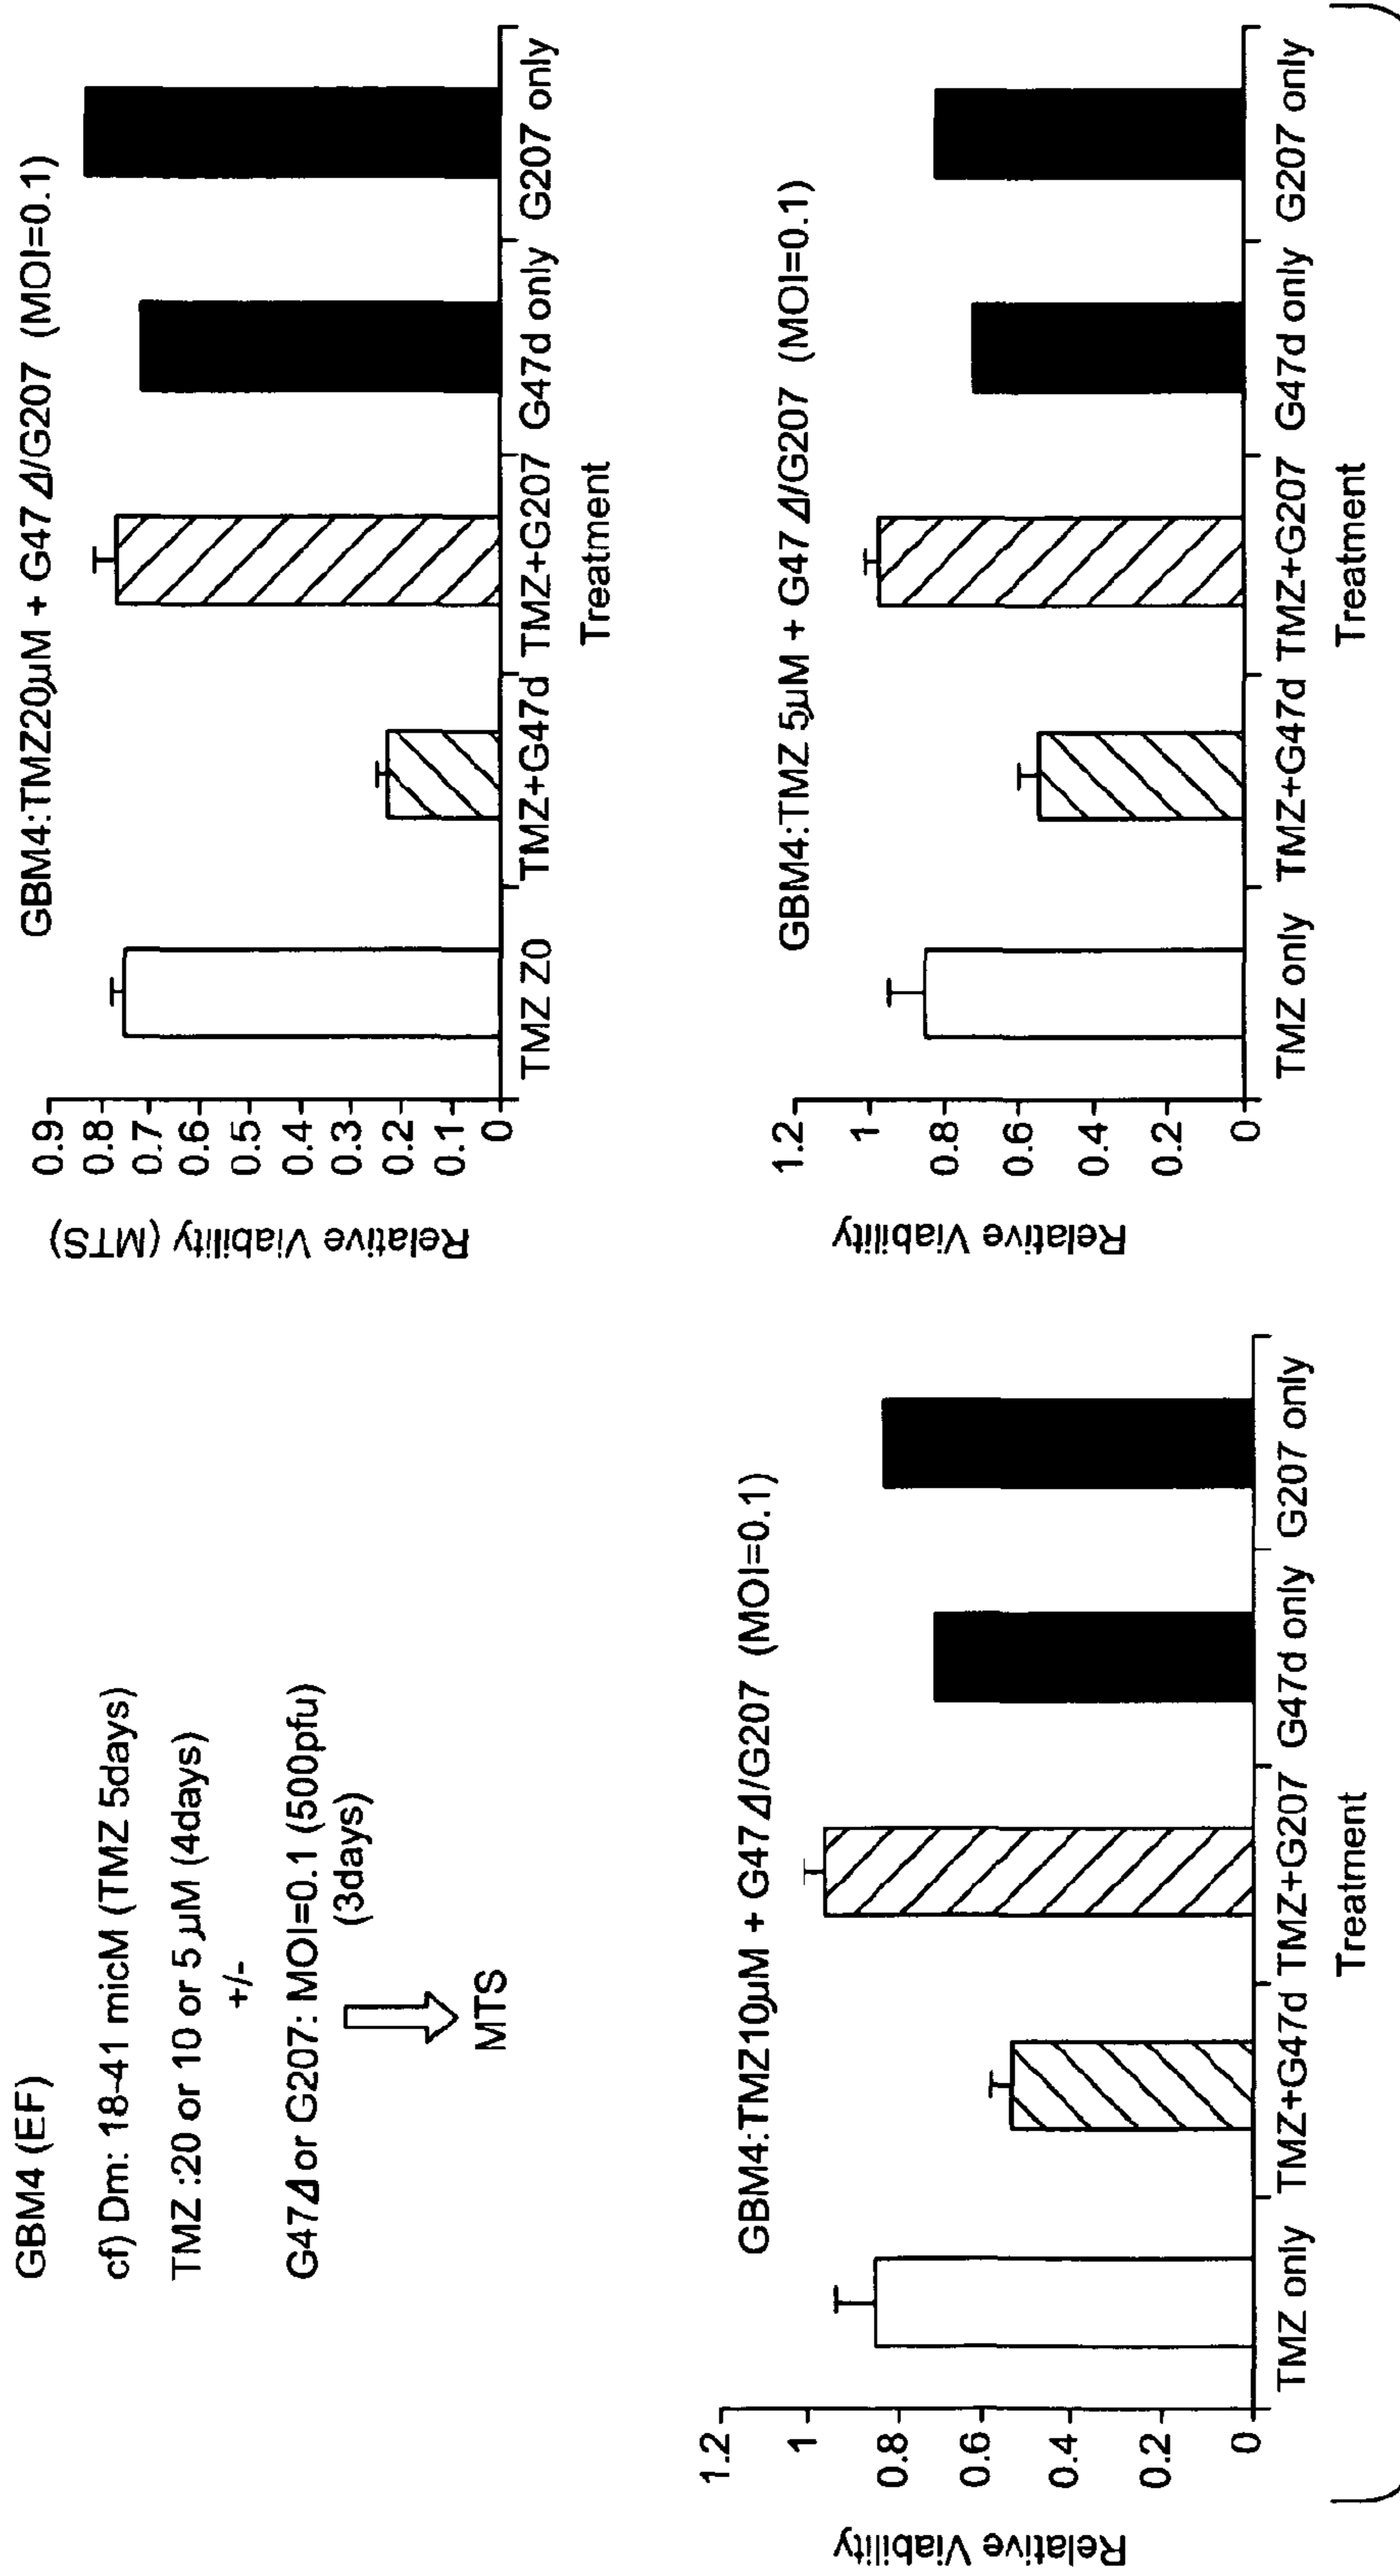 GBM4 (EF)
cf) Dm: 18-41 micM (TMZ 5days)
TMZ :20 or 10 or 5 µM (4days)
+/-
G47Δ or G207: MOI=0.1 (500pfu)
(3days)
MTS
GBM4:TMZ20µM + G47 Δ/G207 (MOI=0.1)
Relative Viability (MTS)
0.9
0.8
0.7
0.6
0.5
0.4
0.3
0.2
0.1
0
TMZ Z0 TMZ+G47d TMZ+G207 G47d only G207 only
Treatment
GBM4:TMZ10µM + G47 Δ/G207 (MOI=0.1)
Relative Viability
1.2
1
0.8
0.6
0.4
0.2
0
TMZ only TMZ+G47d TMZ+G207 G47d only G207 only
Treatment
GBM4:TMZ 5µM + G47 Δ/G207 (MOI=0.1)
Relative Viability
1.2
1
0.8
0.6
0.4
0.2
0
TMZ only TMZ+G47d TMZ+G207 G47d only G207 only
Treatment